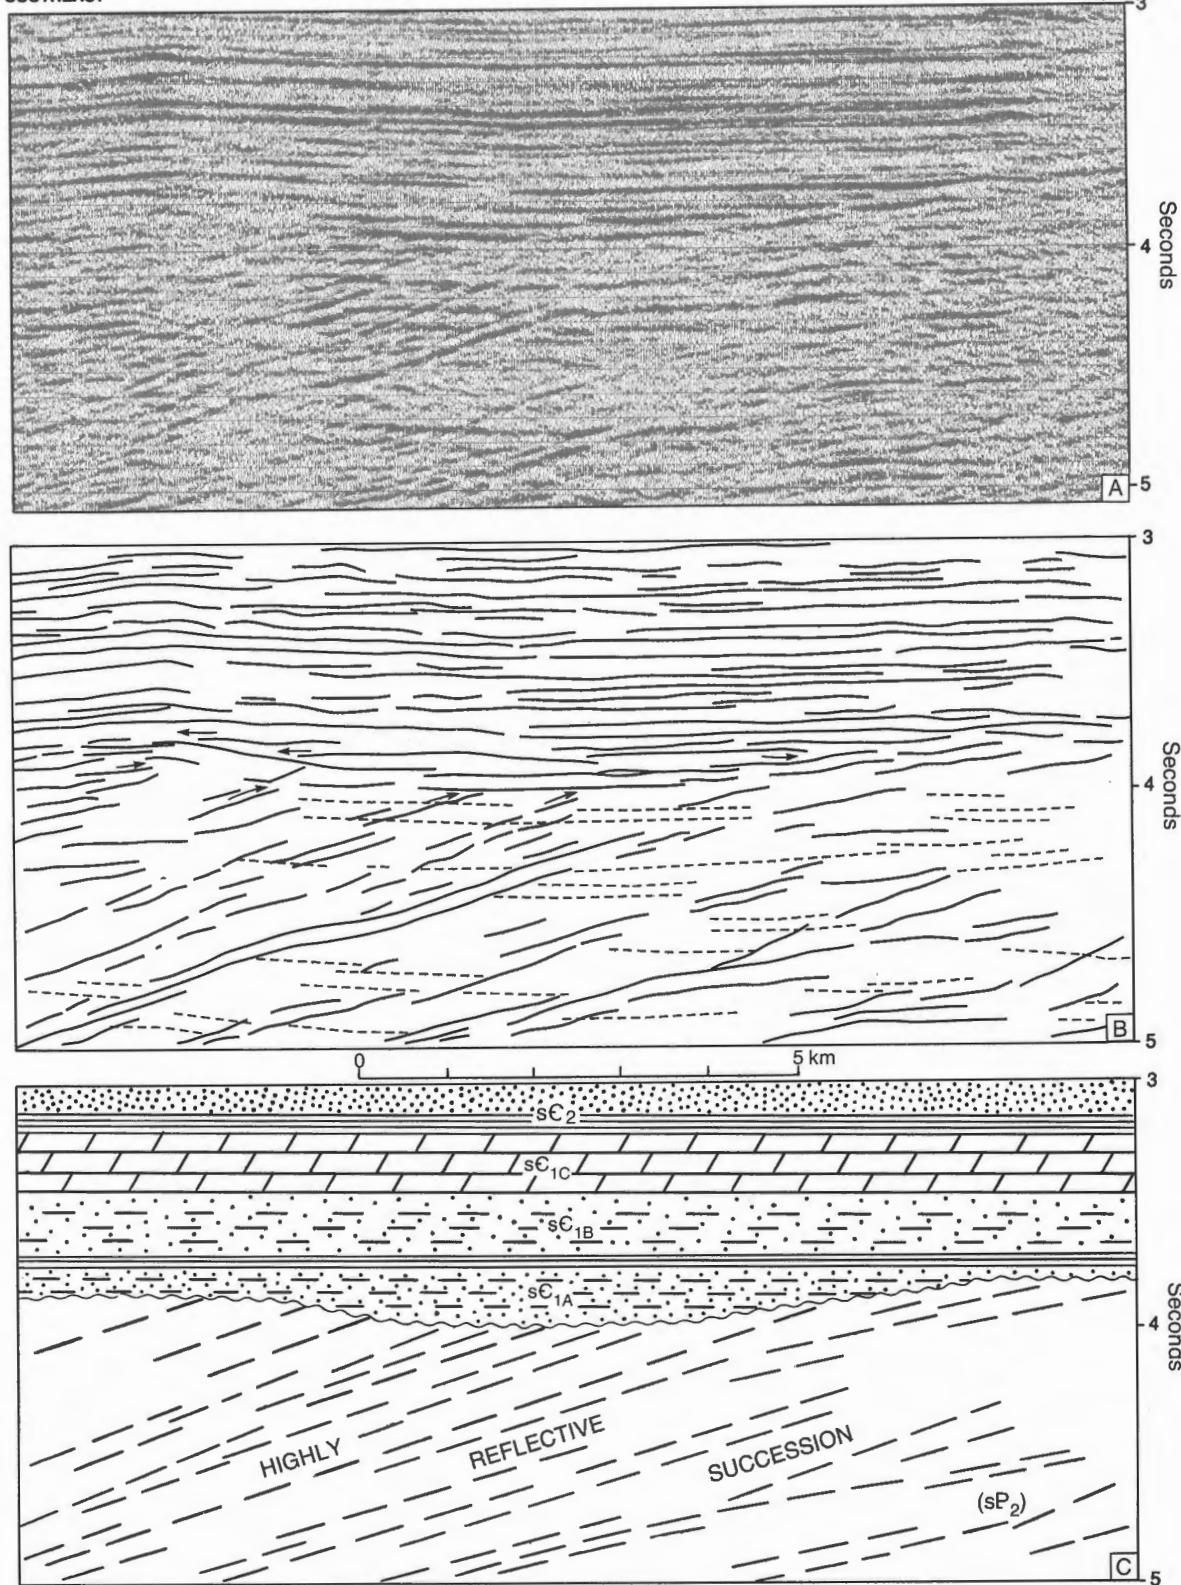 3
Seconds
4
A
5
3
4
Seconds
B
5
0 5 km
3
sЄ2
sЄ1C
sЄ1B
sЄ1A
4
Seconds
HIGHLY REFLECTIVE SUCCESSION
(sP2)
C
5